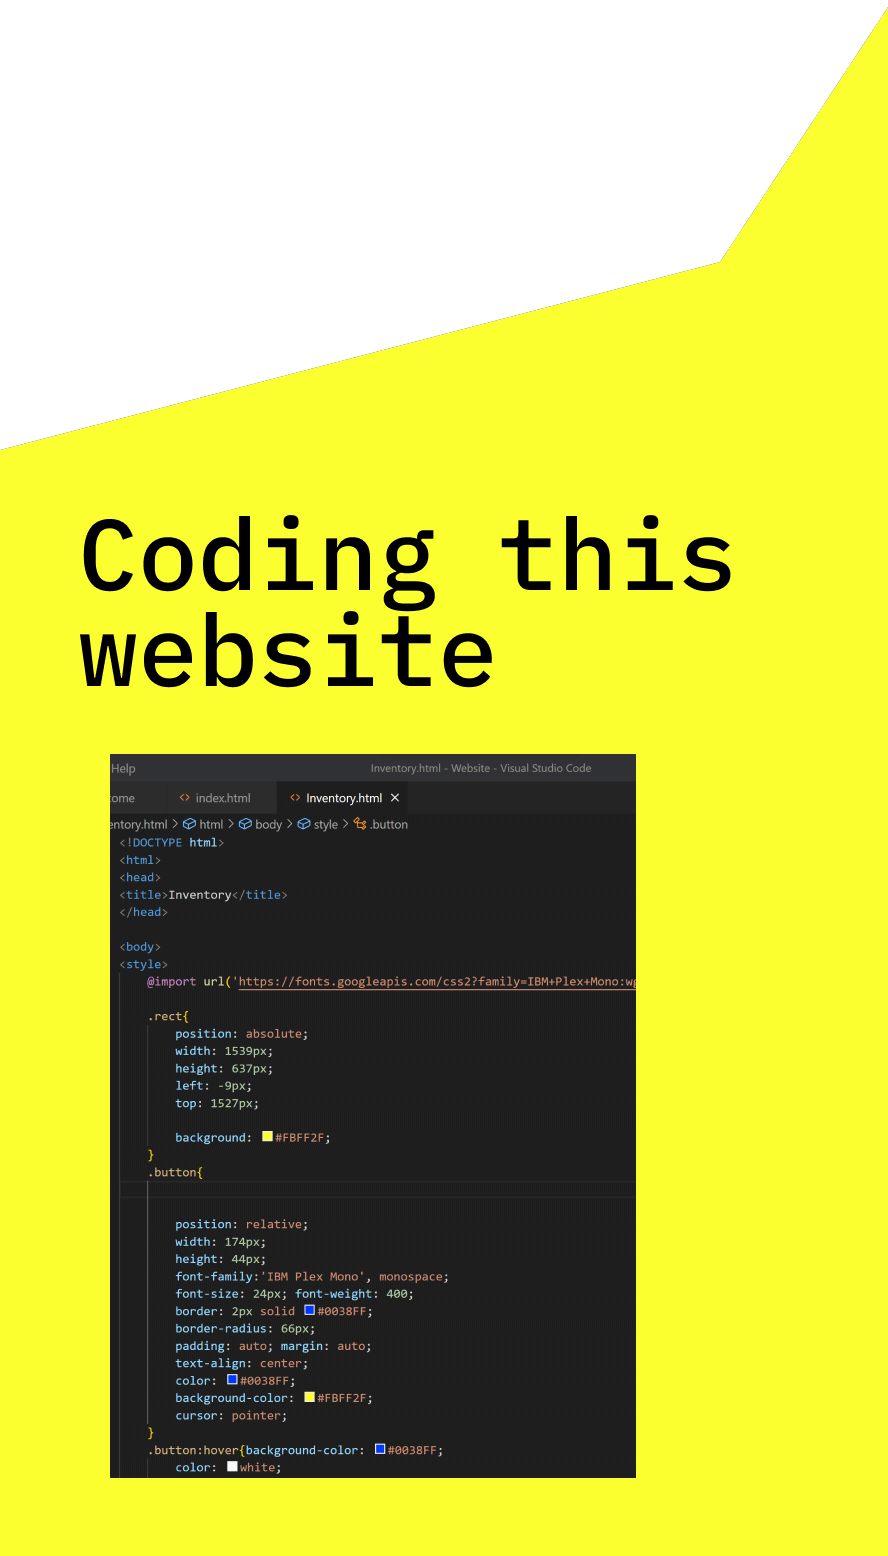 Coding this
website
Help Inventory.html - Website - Visual Studio Code
ome <> index.html <> Inventory.html ×
entory.html > html > body > style > .button
<!DOCTYPE html>
<html>
<head>
<title>Inventory</title>
</head>
<body>
<style>
@import url('https://fonts.googleapis.com/css2?family=IBM+Plex+Mono:wg
.rect{
position: absolute;
width: 1539px;
height: 637px;
left: -9px;
top: 1527px;
background: #FBFF2F;
}
.button{
position: relative;
width: 174px;
height: 44px;
font-family:'IBM Plex Mono', monospace;
font-size: 24px; font-weight: 400;
border: 2px solid #0038FF;
border-radius: 66px;
padding: auto; margin: auto;
text-align: center;
color: #0038FF;
background-color: #FBFF2F;
cursor: pointer;
}
.button:hover{background-color: #0038FF;
color: white;